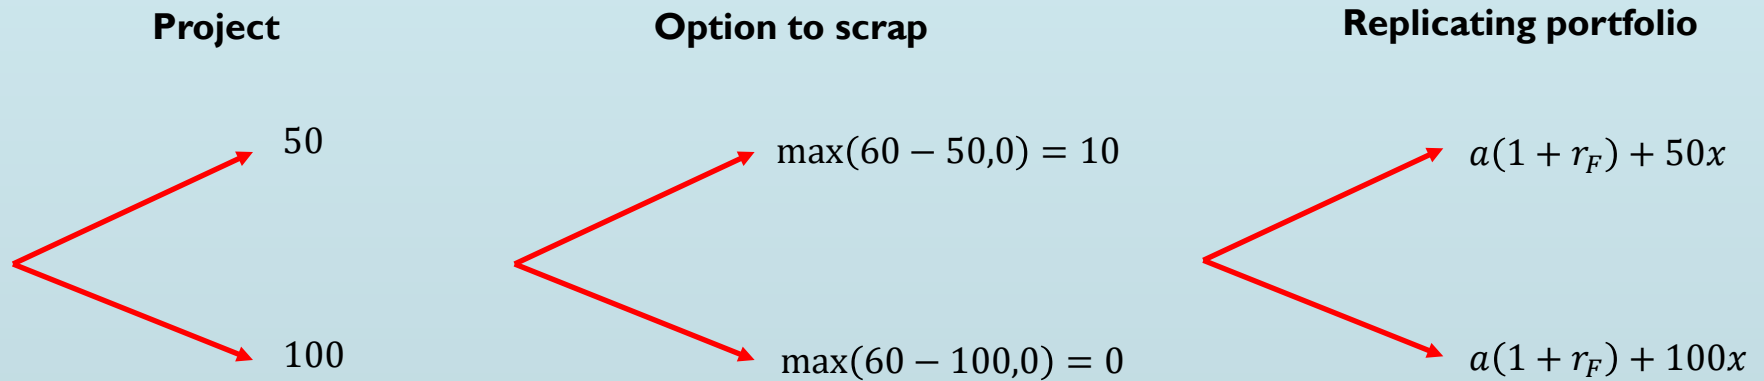 Project
Option to scrap
Replicating portfolio
50
max(60 − 50,0) = 10
a(1 + r_F) + 50x
100
max(60 − 100,0) = 0
a(1 + r_F) + 100x